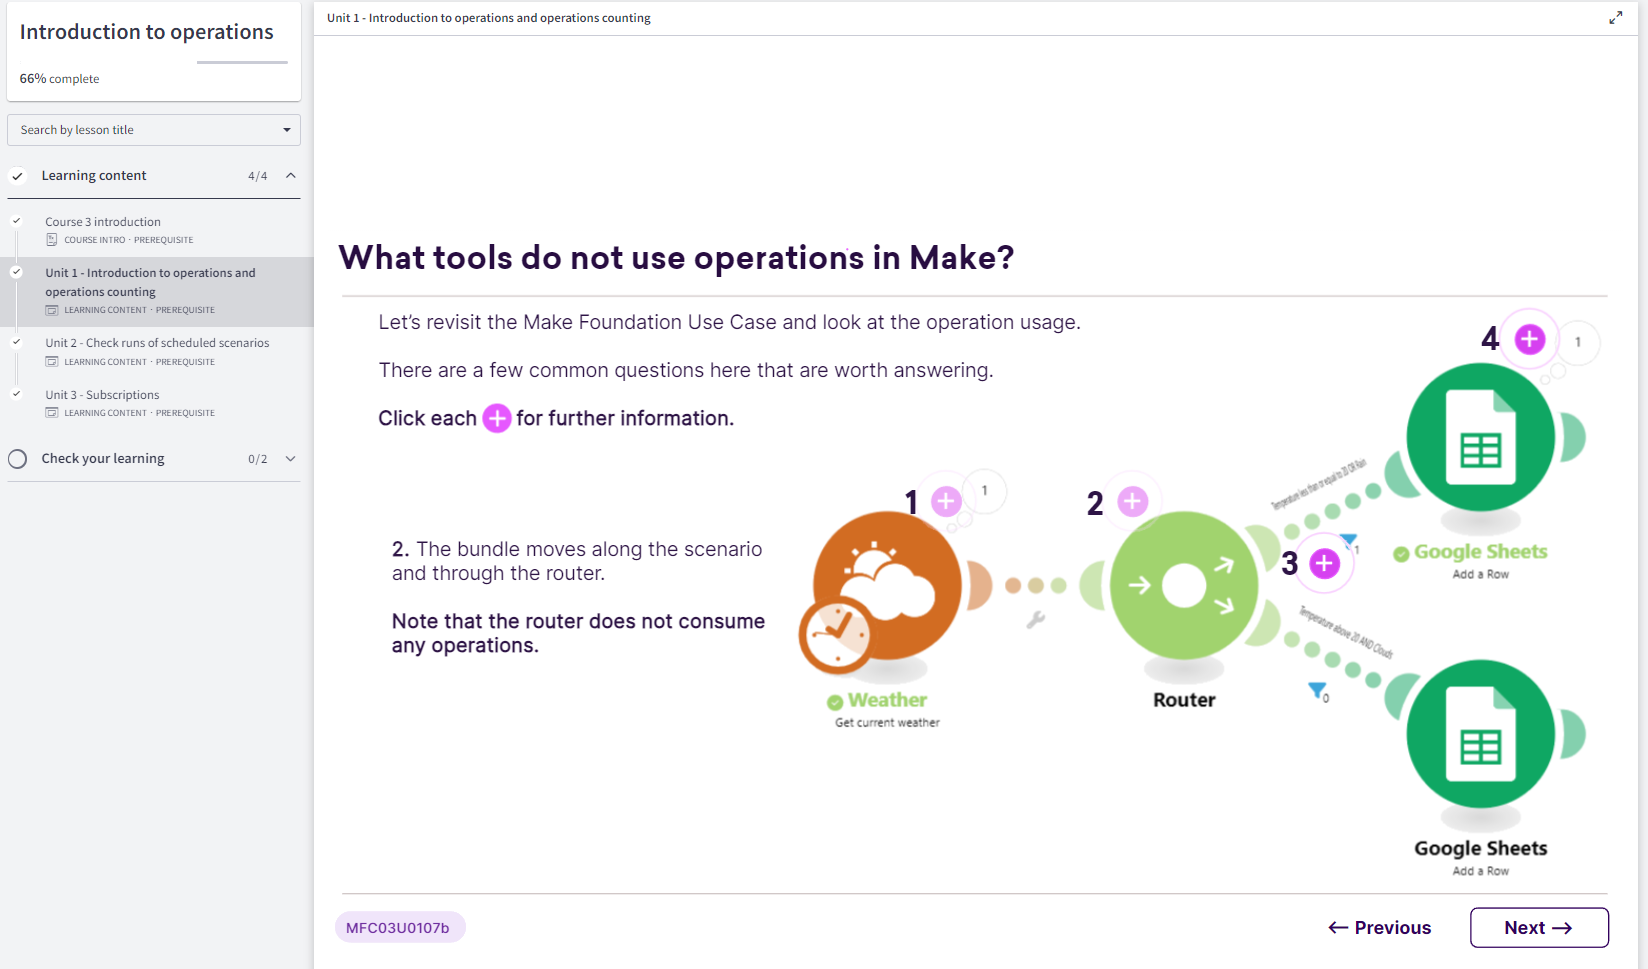 Introduction to operations
66% complete
Search by lesson title
Learning content 4/4
Course 3 introduction
COURSE INTRO · PREREQUISITE
Unit 1 - Introduction to operations and
operations counting
LEARNING CONTENT · PREREQUISITE
Unit 2 - Check runs of scheduled scenarios
LEARNING CONTENT · PREREQUISITE
Unit 3 - Subscriptions
LEARNING CONTENT · PREREQUISITE
Check your learning 0/2
Unit 1 - Introduction to operations and operations counting
What tools do not use operations in Make?
Let's revisit the Make Foundation Use Case and look at the operation usage.
There are a few common questions here that are worth answering.
Click each + for further information.
2. The bundle moves along the scenario
and through the router.
Note that the router does not consume
any operations.
1 + 1
Weather
Get current weather
2 +
Router
Temperature less than or equal to 20 OR Rain
1
3 +
Temperature above 20 AND Clouds
0
4 + 1
Google Sheets
Add a Row
Google Sheets
Add a Row
MFC03U0107b
← Previous
Next →